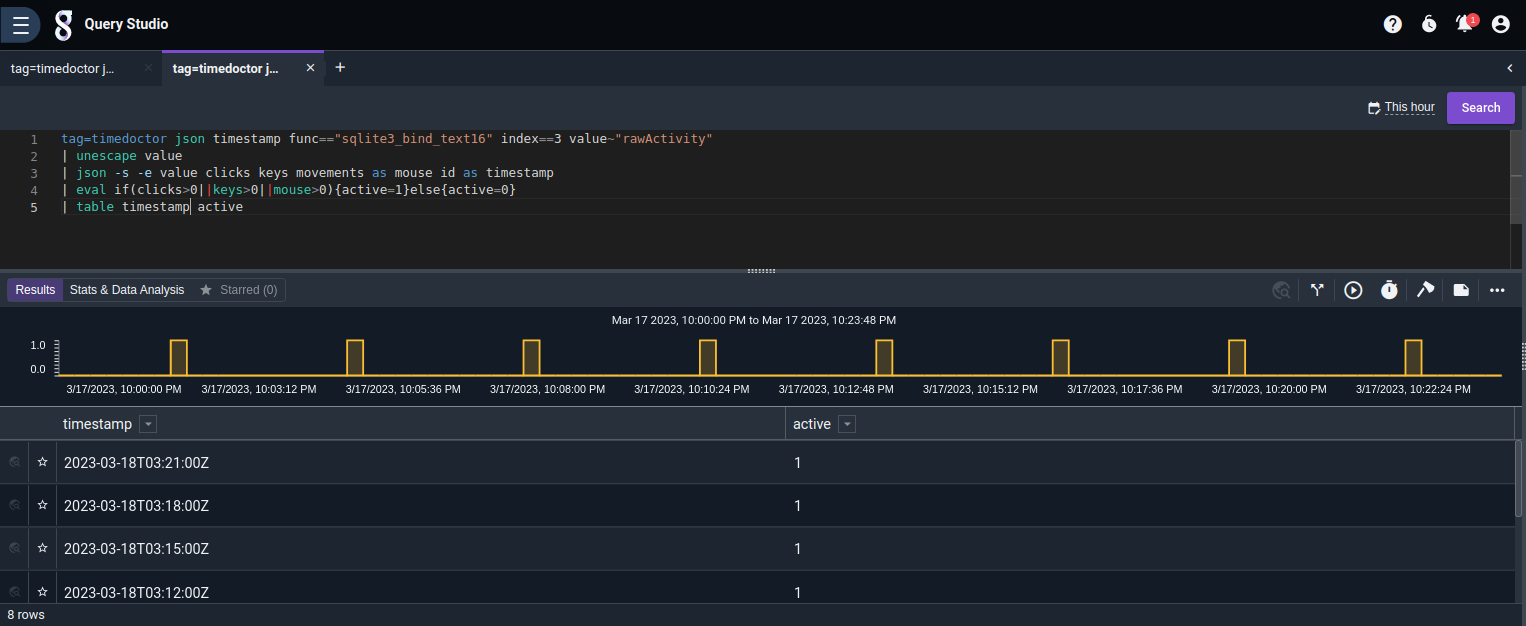 Query Studio
1
tag=timedoctor j...
tag=timedoctor j...
This hour
Search
1 tag=timedoctor json timestamp func=="sqlite3_bind_text16" index==3 value~"rawActivity"
2 | unescape value
3 | json -s -e value clicks keys movements as mouse id as timestamp
4 | eval if(clicks>0||keys>0||mouse>0){active=1}else{active=0}
5 | table timestamp active
Results Stats & Data Analysis Starred (0)
Mar 17 2023, 10:00:00 PM to Mar 17 2023, 10:23:48 PM
1.0
0.0
3/17/2023, 10:00:00 PM 3/17/2023, 10:03:12 PM 3/17/2023, 10:05:36 PM 3/17/2023, 10:08:00 PM 3/17/2023, 10:10:24 PM 3/17/2023, 10:12:48 PM 3/17/2023, 10:15:12 PM 3/17/2023, 10:17:36 PM 3/17/2023, 10:20:00 PM 3/17/2023, 10:22:24 PM
timestamp active
2023-03-18T03:21:00Z 1
2023-03-18T03:18:00Z 1
2023-03-18T03:15:00Z 1
2023-03-18T03:12:00Z 1
8 rows